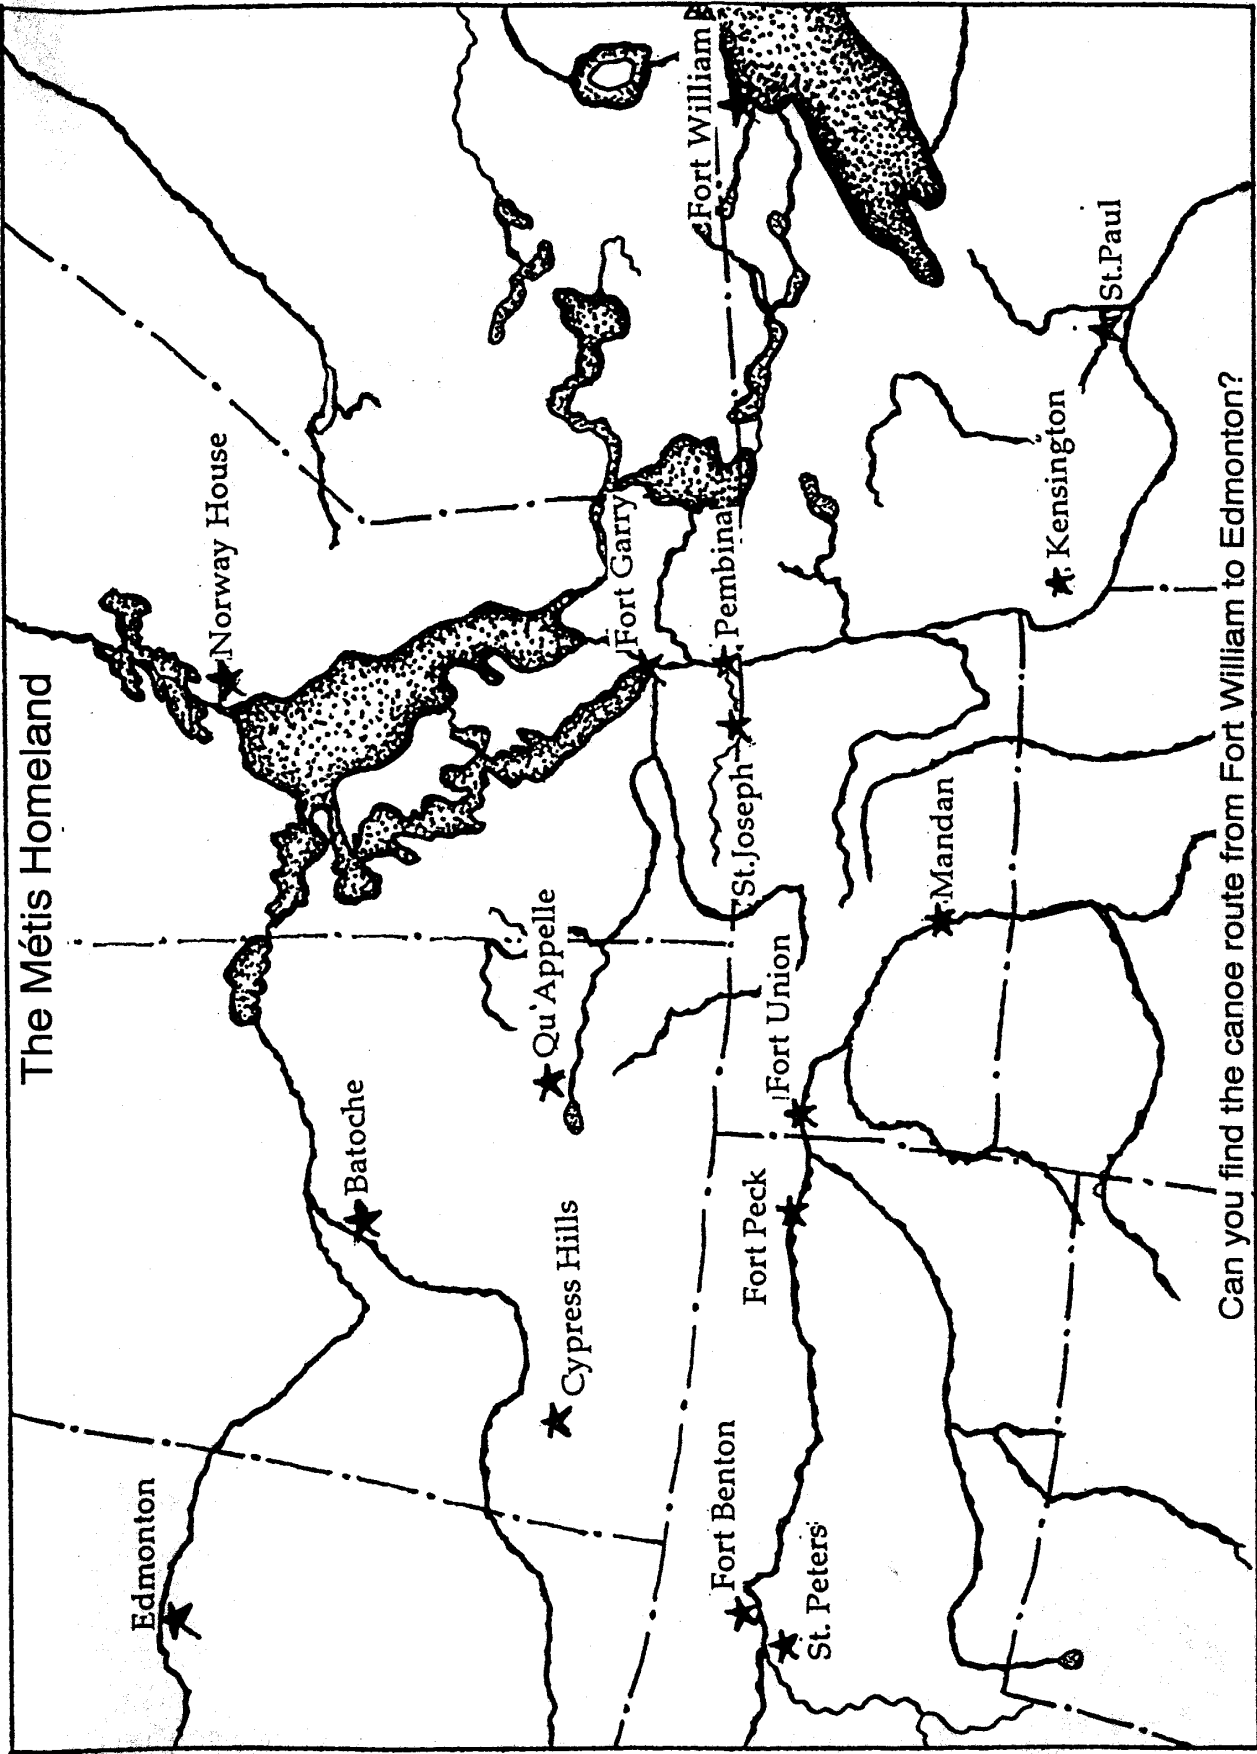 The Métis Homeland
Edmonton
Norway House
Batoche
Qu'Appelle
Cypress Hills
Fort Garry
Fort William
Pembina
St.Joseph
Fort Union
Fort Peck
Fort Benton
St. Peters
Mandan
Kensington
St.Paul
Can you find the canoe route from Fort William to Edmonton?